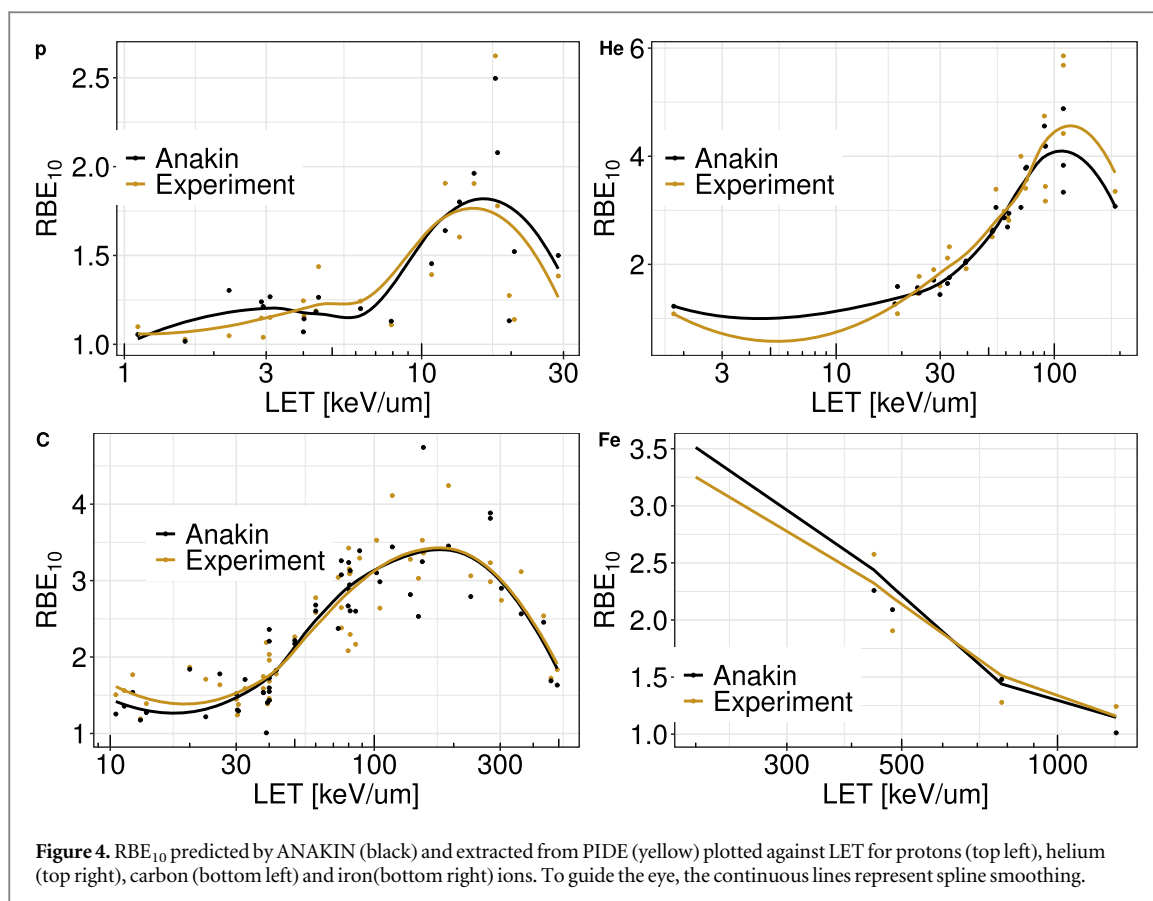 p
2.5
2.0
1.5
1.0
RBE10
Anakin
Experiment
1 3 10 30
LET [keV/um]
He
6
4
2
RBE10
Anakin
Experiment
3 10 30 100
LET [keV/um]
C
4
3
2
1
RBE10
Anakin
Experiment
10 30 100 300
LET [keV/um]
Fe
3.5
3.0
2.5
2.0
1.5
1.0
RBE10
Anakin
Experiment
300 500 1000
LET [keV/um]
Figure 4. RBE10 predicted by ANAKIN (black) and extracted from PIDE (yellow) plotted against LET for protons (top left), helium
(top right), carbon (bottom left) and iron(bottom right) ions. To guide the eye, the continuous lines represent spline smoothing.